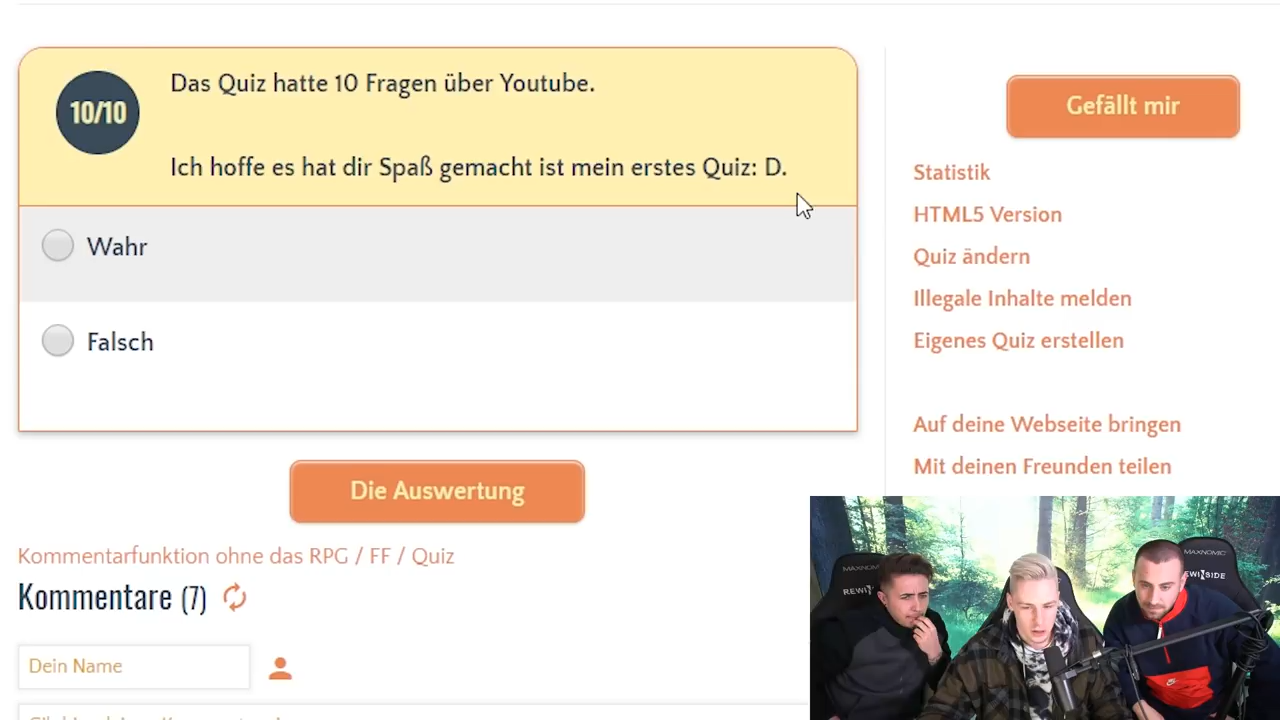 10/10
Das Quiz hatte 10 Fragen über Youtube.
Ich hoffe es hat dir Spaß gemacht ist mein erstes Quiz: D.
Wahr
Falsch
Die Auswertung
Kommentarfunktion ohne das RPG / FF / Quiz
Kommentare (7)
Dein Name
Gefällt mir
Statistik
HTML5 Version
Quiz ändern
Illegale Inhalte melden
Eigenes Quiz erstellen
Auf deine Webseite bringen
Mit deinen Freunden teilen
MAXNOMIC
MAXNOMIC